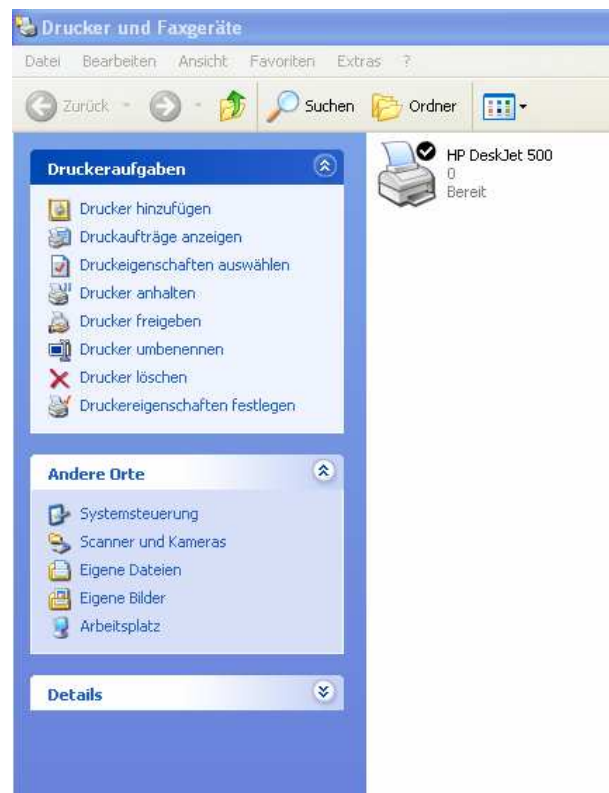 Drucker und Faxgeräte
Datei Bearbeiten Ansicht Favoriten Extras ?
Zurück Suchen Ordner
Druckeraufgaben
Drucker hinzufügen
Druckaufträge anzeigen
Druckeigenschaften auswählen
Drucker anhalten
Drucker freigeben
Drucker umbenennen
Drucker löschen
Druckereigenschaften festlegen
Andere Orte
Systemsteuerung
Scanner und Kameras
Eigene Dateien
Eigene Bilder
Arbeitsplatz
Details
HP DeskJet 500
0
Bereit